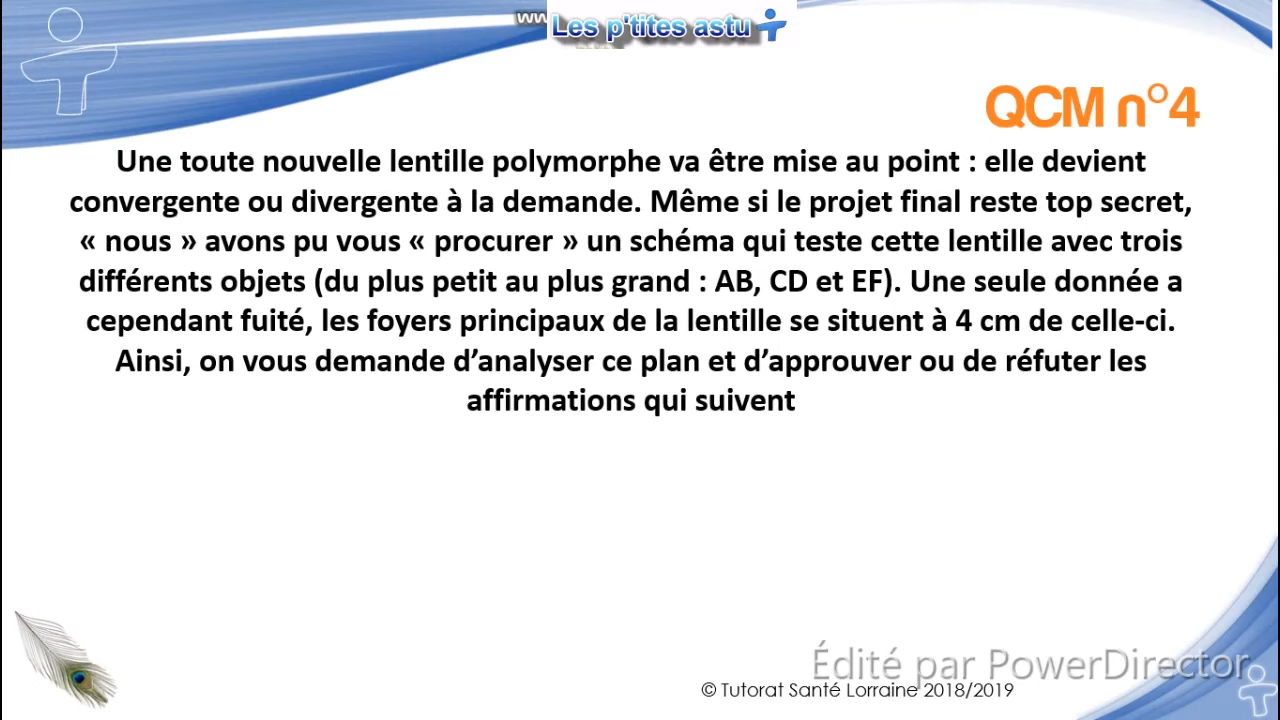 Les p'tites astu
QCM n°4
Une toute nouvelle lentille polymorphe va être mise au point : elle devient
convergente ou divergente à la demande. Même si le projet final reste top secret,
« nous » avons pu vous « procurer » un schéma qui teste cette lentille avec trois
différents objets (du plus petit au plus grand : AB, CD et EF). Une seule donnée a
cependant fuité, les foyers principaux de la lentille se situent à 4 cm de celle-ci.
Ainsi, on vous demande d’analyser ce plan et d’approuver ou de réfuter les
affirmations qui suivent
Édité par PowerDirector
© Tutorat Santé Lorraine 2018/2019